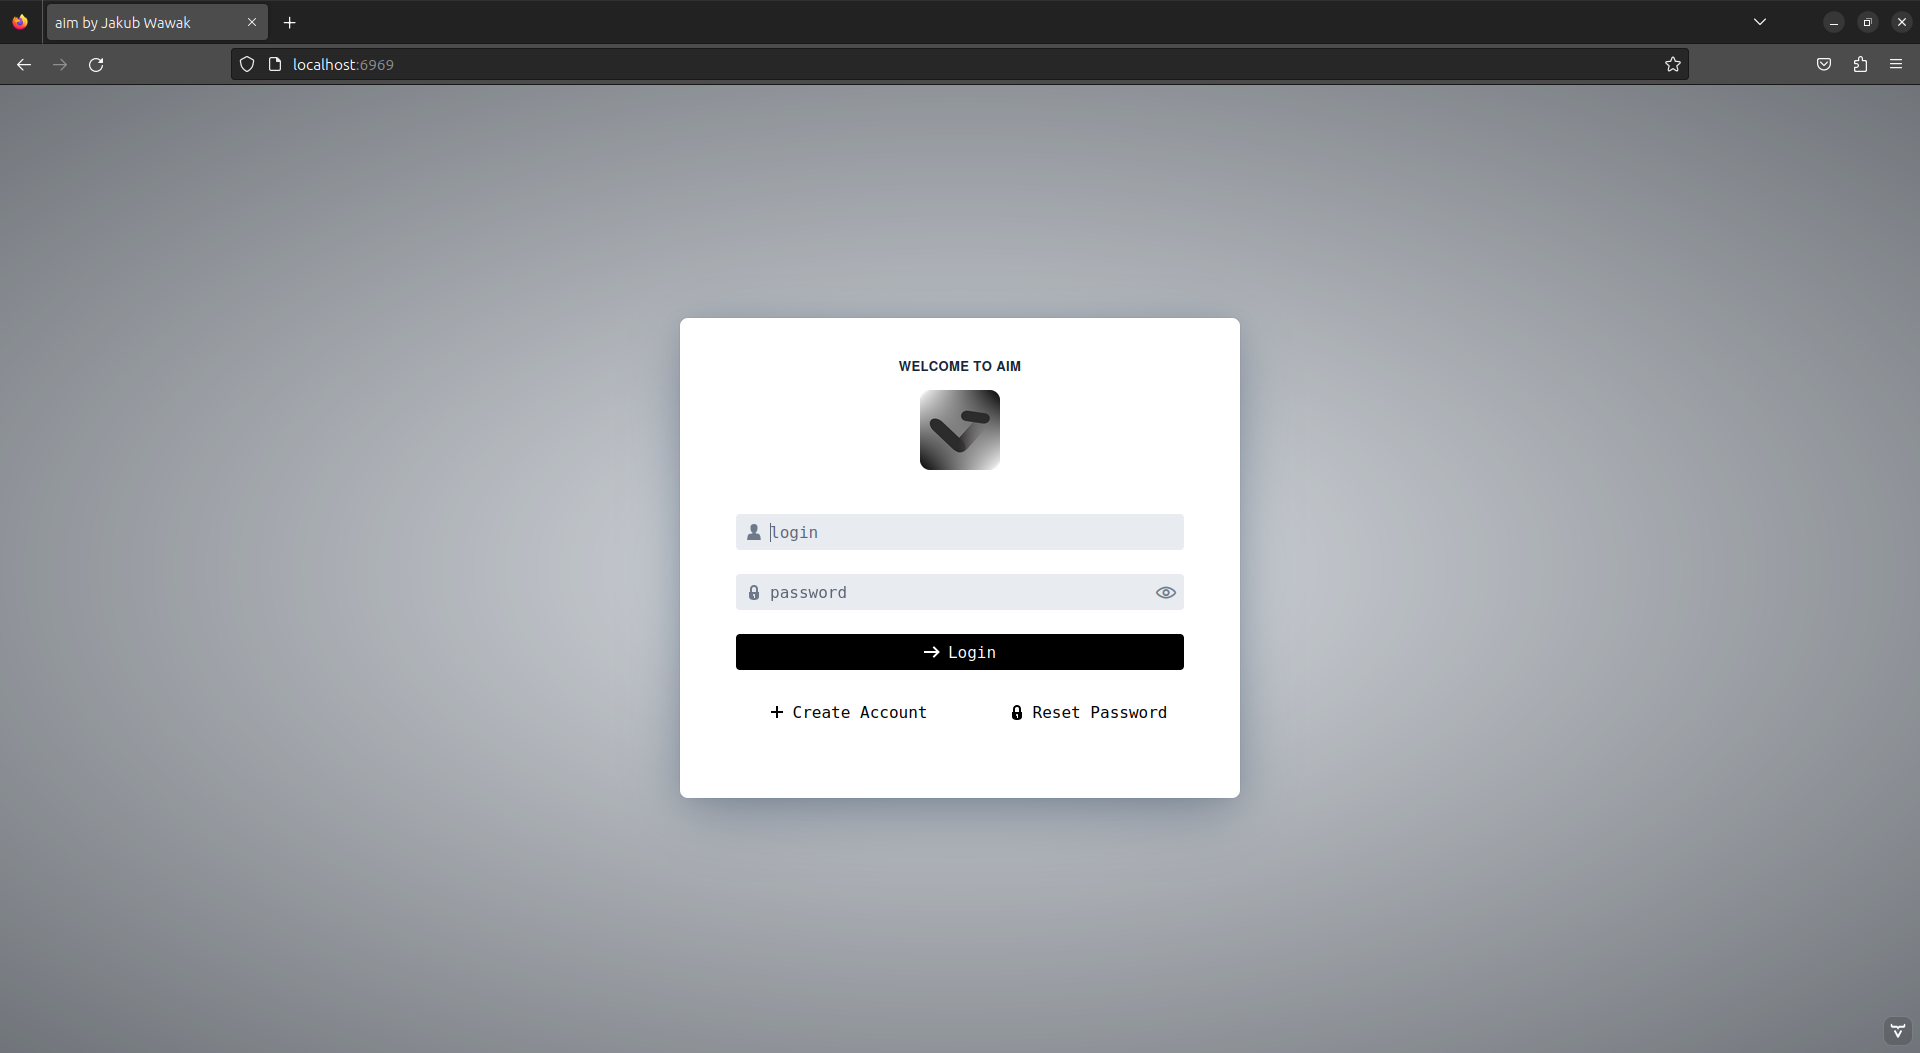 aim by Jakub Wawak
localhost:6969
WELCOME TO AIM
login
password
Login
Create Account
Reset Password